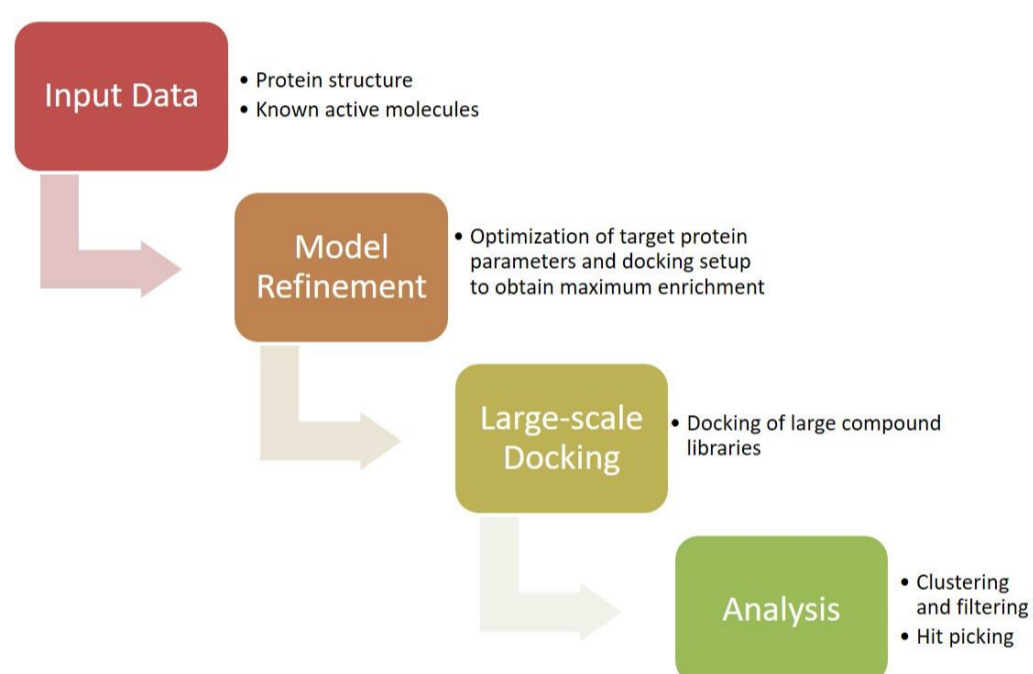 Input Data
• Protein structure
• Known active molecules
Model
Refinement
• Optimization of target protein
parameters and docking setup
to obtain maximum enrichment
Large-scale
Docking
• Docking of large compound
libraries
Analysis
• Clustering
and filtering
• Hit picking